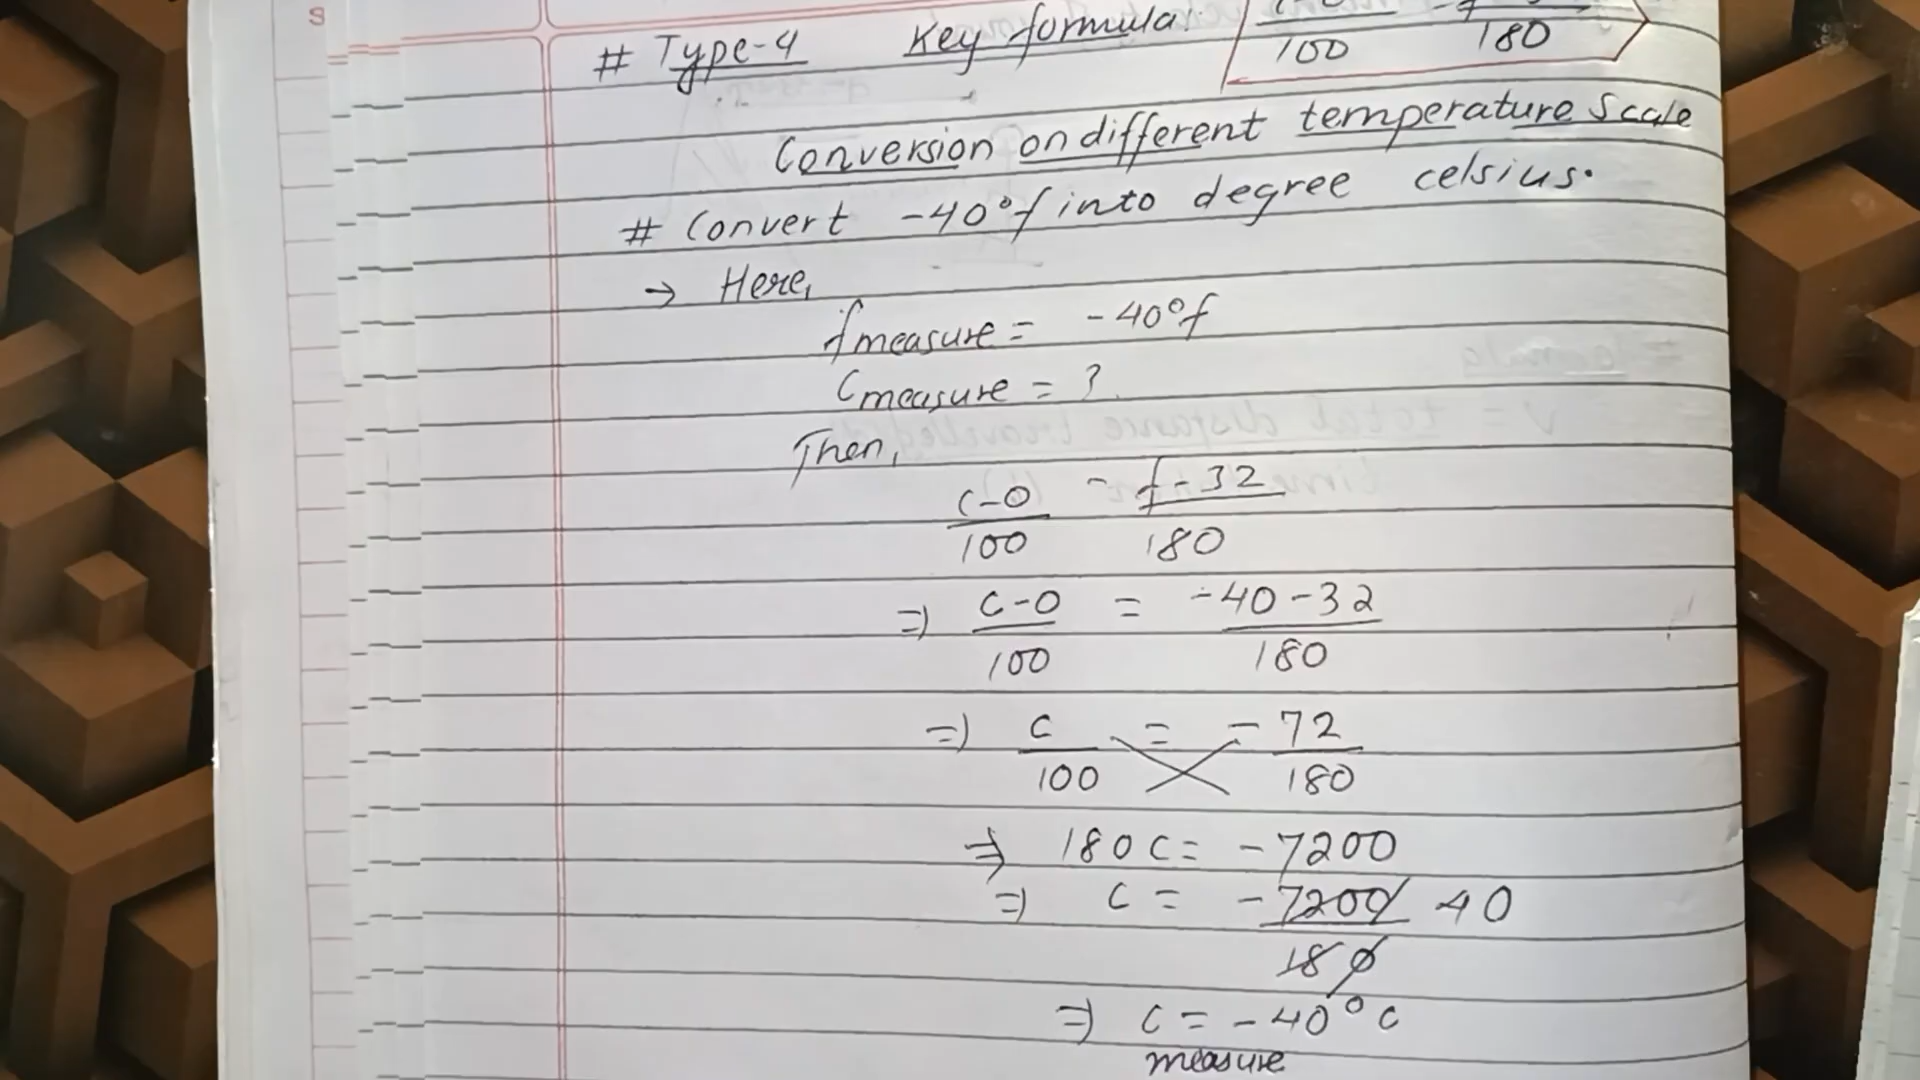 S
# Type-4 Key formula: 
100 180
Conversion on different temperature scale
# Convert -40°f into degree celsius.
→ Here,
fmeasure = -40°f
Cmeasure = ?
Then,
C-0 - f-32
100 180
=) C-0 = -40-32
100 180
=) C = -72
100 180
=> 180C = -7200
=) C = -7200 40
180
=) C = -40°C
measure